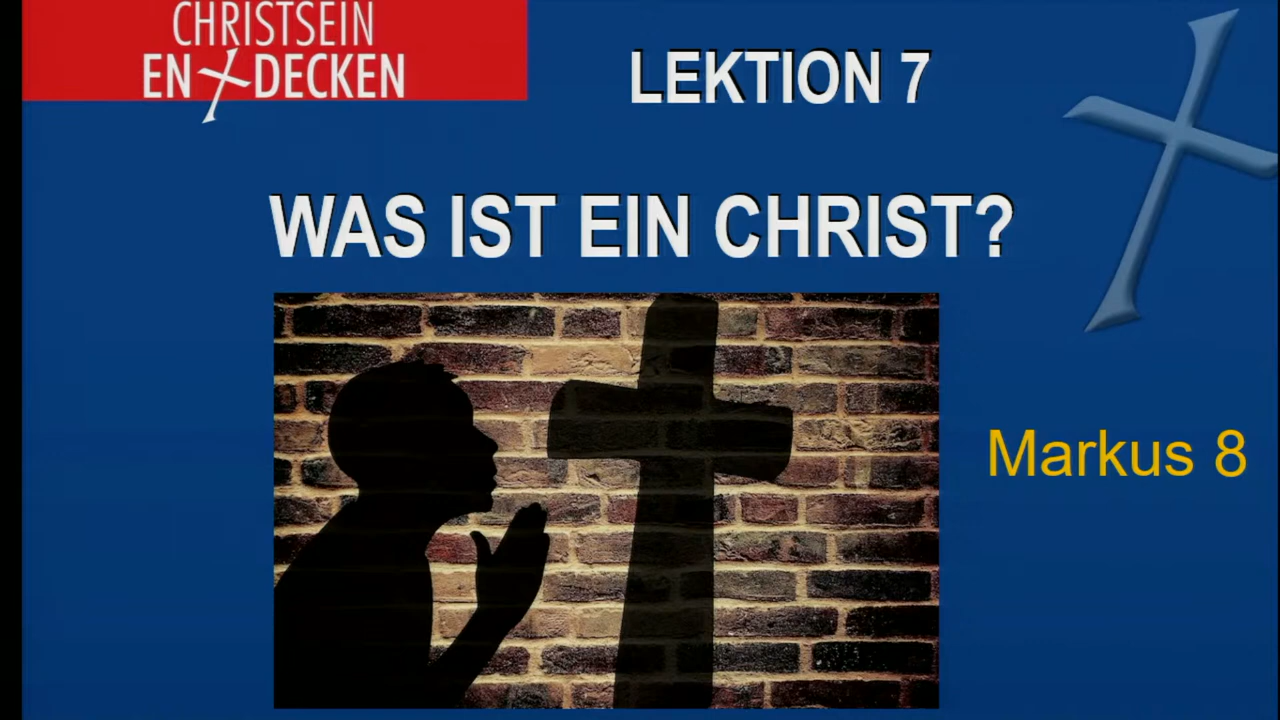 CHRISTSEIN
ENTDECKEN
LEKTION 7
WAS IST EIN CHRIST?
Markus 8